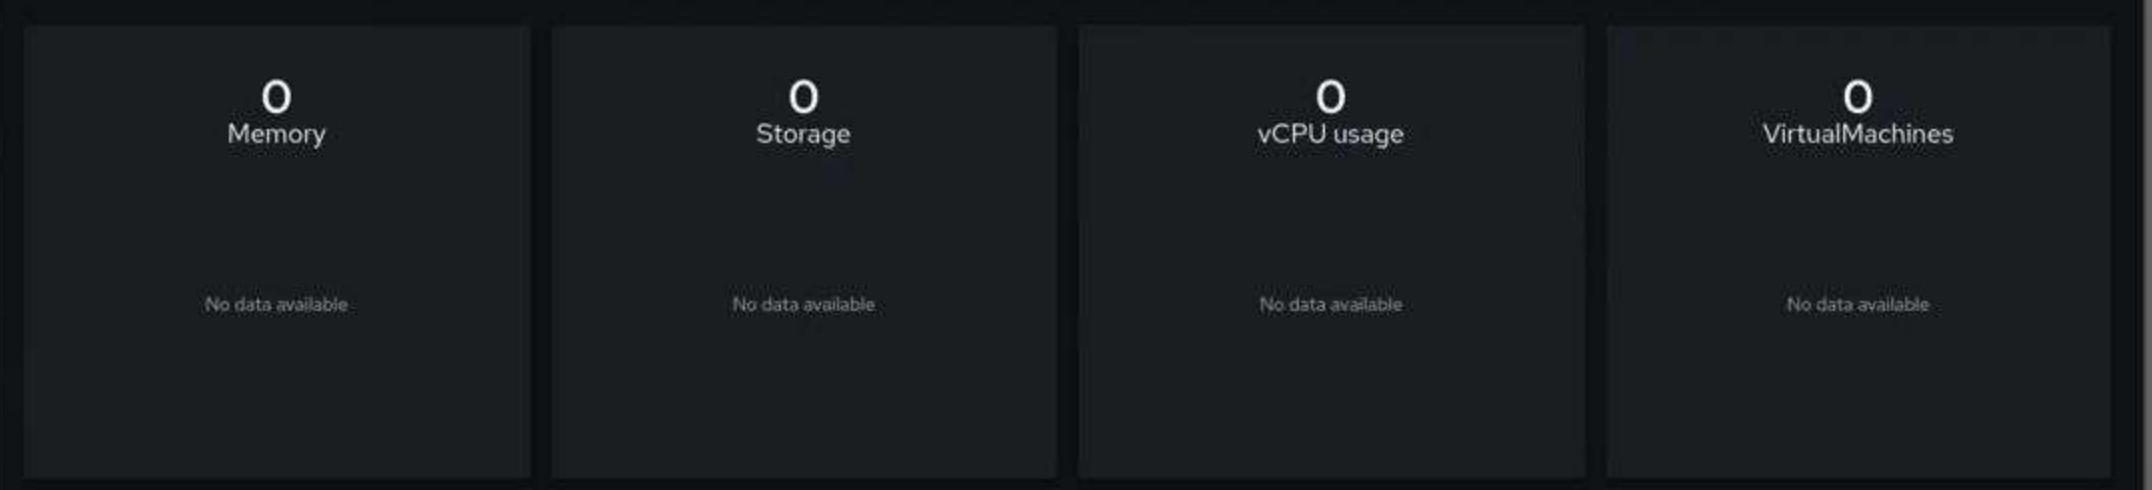 0
Memory
No data available
0
Storage
No data available
0
vCPU usage
No data available
0
VirtualMachines
No data available